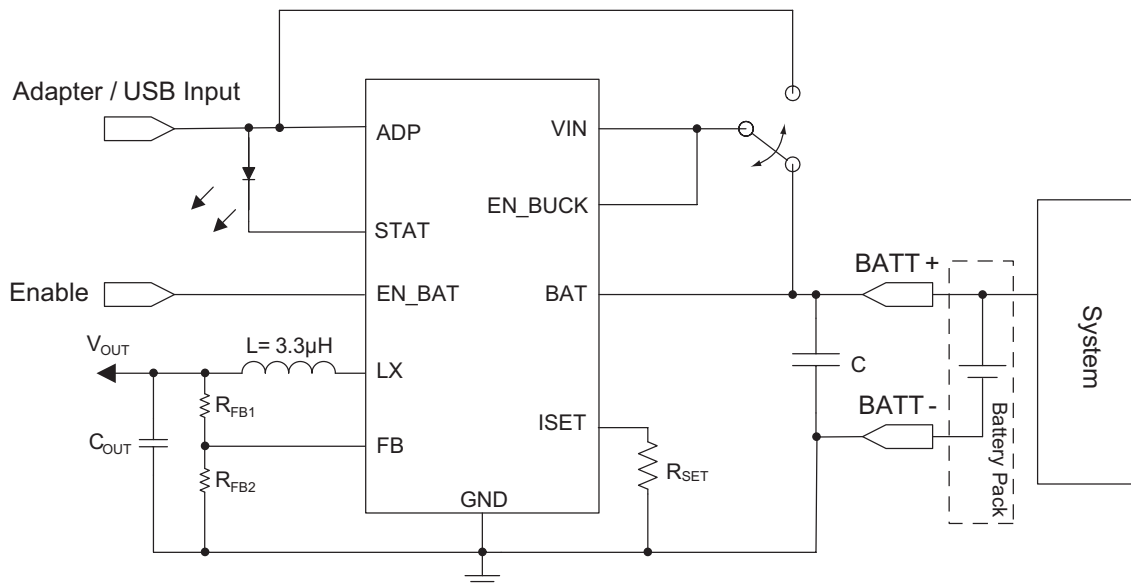 Adapter / USB Input
ADP
VIN
EN_BUCK
STAT
Enable
EN_BAT
BAT
BATT +
System
VOUT
L= 3.3µH
LX
RFB1
C
BATT -
Battery Pack
COUT
FB
ISET
RFB2
RSET
GND